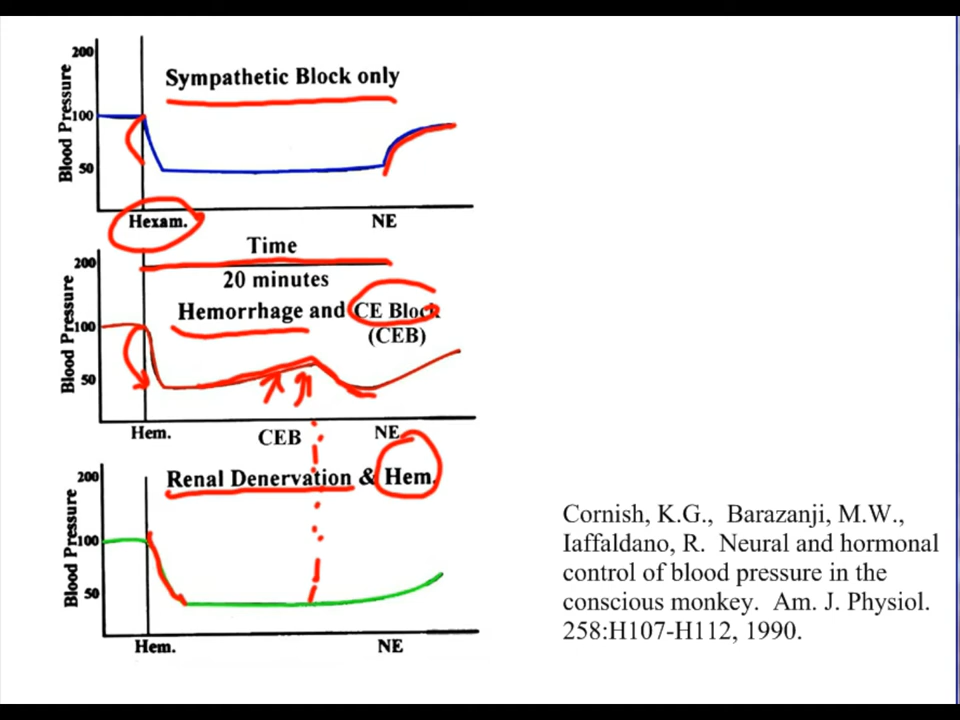 200
Sympathetic Block only
Blood Pressure
100
50
Hexam.
NE
Time
200
20 minutes
Hemorrhage and CE Block
(CEB)
Blood Pressure
100
50
Hem.
CEB
NE
200
Renal Denervation & Hem.
Blood Pressure
100
50
Hem.
NE
Cornish, K.G., Barazanji, M.W.,
Iaffaldano, R. Neural and hormonal
control of blood pressure in the
conscious monkey. Am. J. Physiol.
258:H107-H112, 1990.